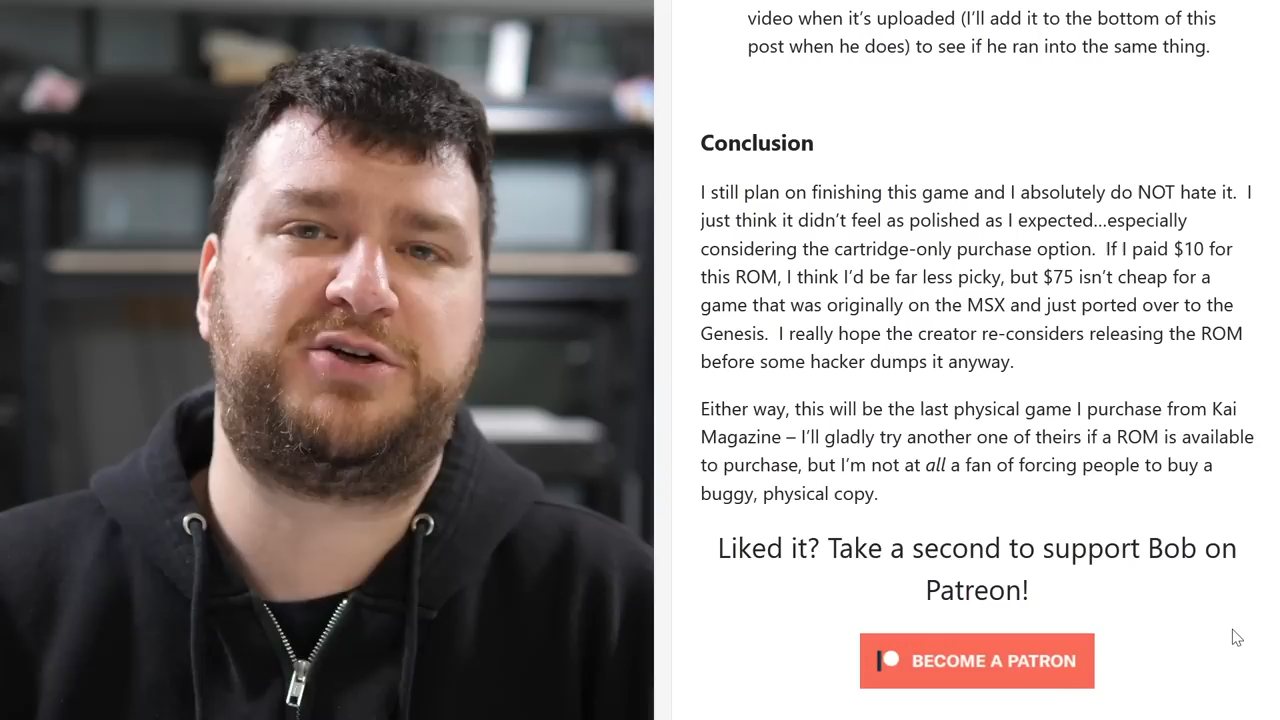 video when it's uploaded (I'll add it to the bottom of this
post when he does) to see if he ran into the same thing.
Conclusion
I still plan on finishing this game and I absolutely do NOT hate it.  I
just think it didn't feel as polished as I expected…especially
considering the cartridge-only purchase option.  If I paid $10 for
this ROM, I think I'd be far less picky, but $75 isn't cheap for a
game that was originally on the MSX and just ported over to the
Genesis.  I really hope the creator re-considers releasing the ROM
before some hacker dumps it anyway.
Either way, this will be the last physical game I purchase from Kai
Magazine – I'll gladly try another one of theirs if a ROM is available
to purchase, but I'm not at all a fan of forcing people to buy a
buggy, physical copy.
Liked it? Take a second to support Bob on
Patreon!
BECOME A PATRON